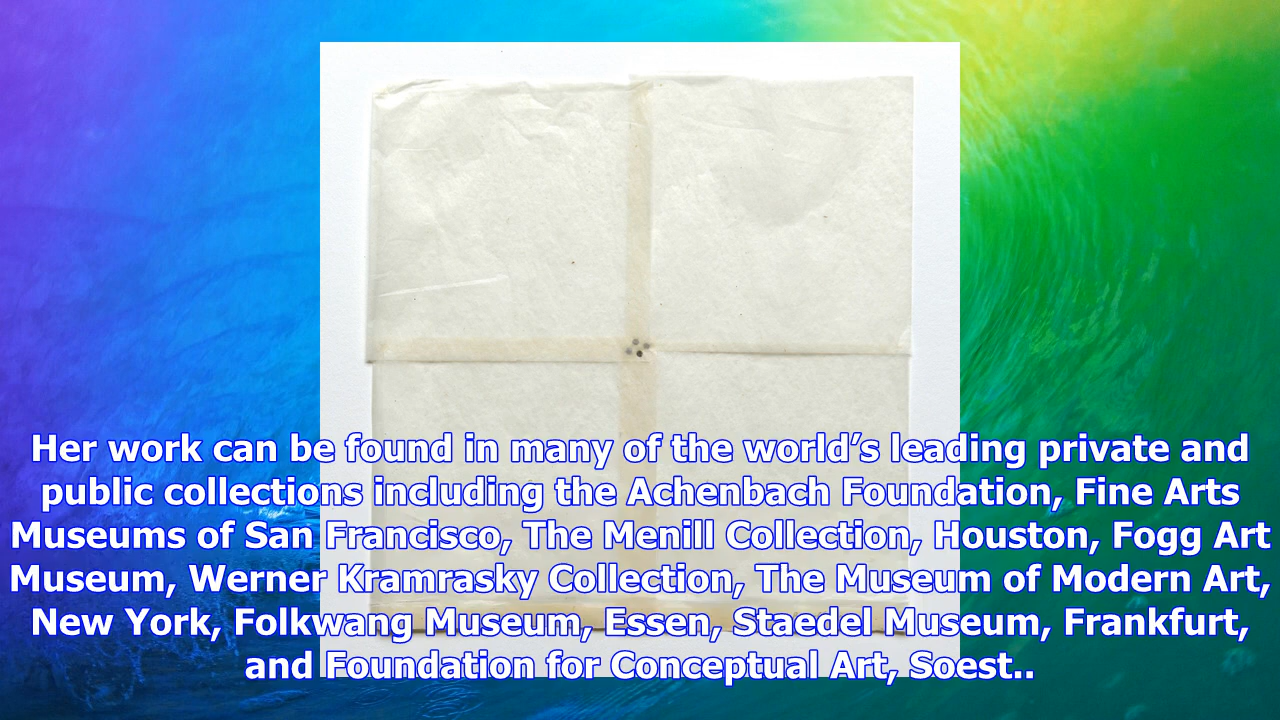 Her work can be found in many of the world’s leading private and
public collections including the Achenbach Foundation, Fine Arts
Museums of San Francisco, The Menill Collection, Houston, Fogg Art
Museum, Werner Kramrasky Collection, The Museum of Modern Art,
New York, Folkwang Museum, Essen, Staedel Museum, Frankfurt,
and Foundation for Conceptual Art, Soest..